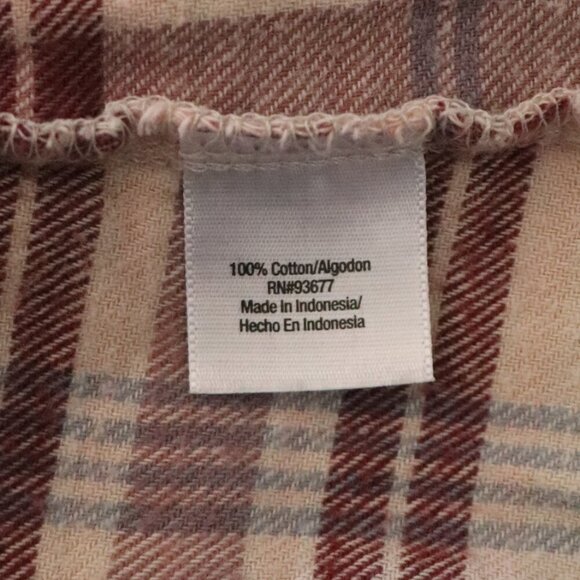 100% Cotton/Algodon
RN#93677
Made In Indonesia/
Hecho En Indonesia